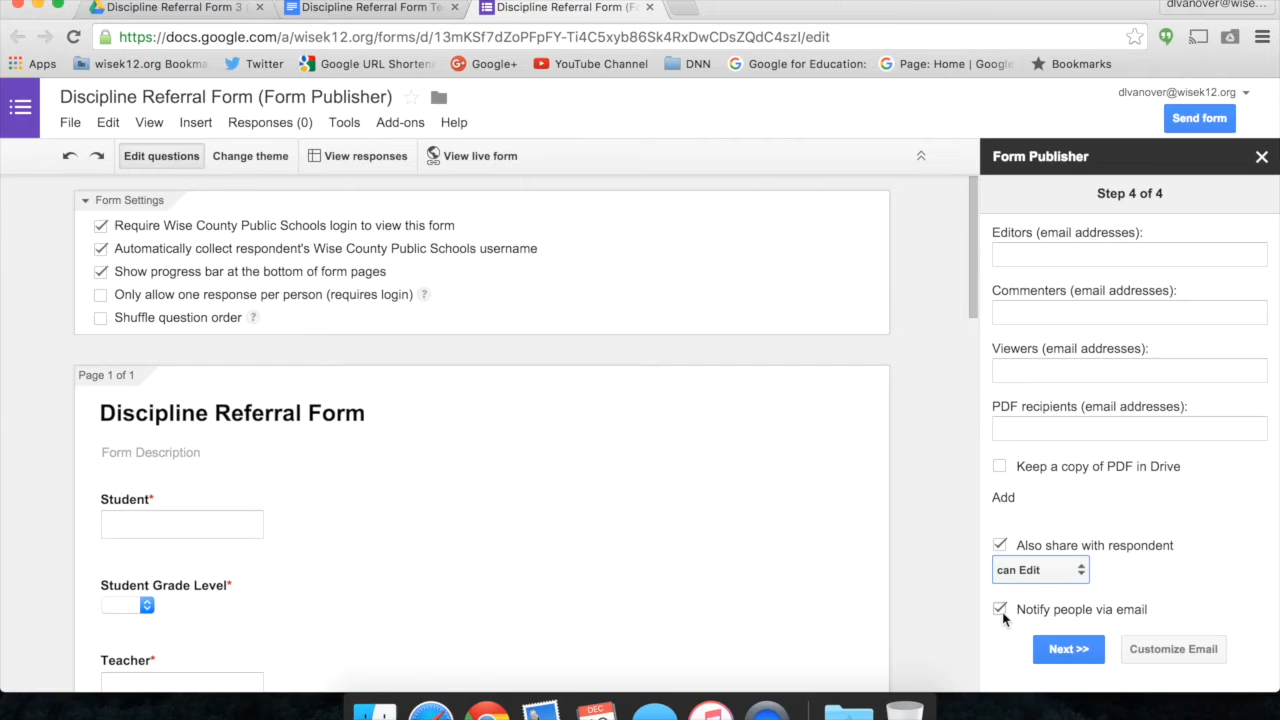 Discipline Referral Form 3 (
Discipline Referral Form Te
Discipline Referral Form (Fo
dlvanover@wise...
https://docs.google.com/a/wisek12.org/forms/d/13mKSf7dZoPFpFY-Ti4C5xyb86Sk4RxDwCDsZQdC4szI/edit
Apps
wisek12.org Bookma
Twitter
Google URL Shorten
Google+
YouTube Channel
DNN
Google for Education:
Page: Home | Google
Bookmarks
Discipline Referral Form (Form Publisher)
dlvanover@wisek12.org
File Edit View Insert Responses (0) Tools Add-ons Help
Send form
Edit questions Change theme View responses View live form
Form Publisher
Step 4 of 4
Form Settings
Require Wise County Public Schools login to view this form
Automatically collect respondent's Wise County Public Schools username
Show progress bar at the bottom of form pages
Only allow one response per person (requires login) ?
Shuffle question order ?
Page 1 of 1
Discipline Referral Form
Form Description
Student*
Student Grade Level*
Teacher*
Editors (email addresses):
Commenters (email addresses):
Viewers (email addresses):
PDF recipients (email addresses):
Keep a copy of PDF in Drive
Add
Also share with respondent
can Edit
Notify people via email
Next >>
Customize Email
DEC